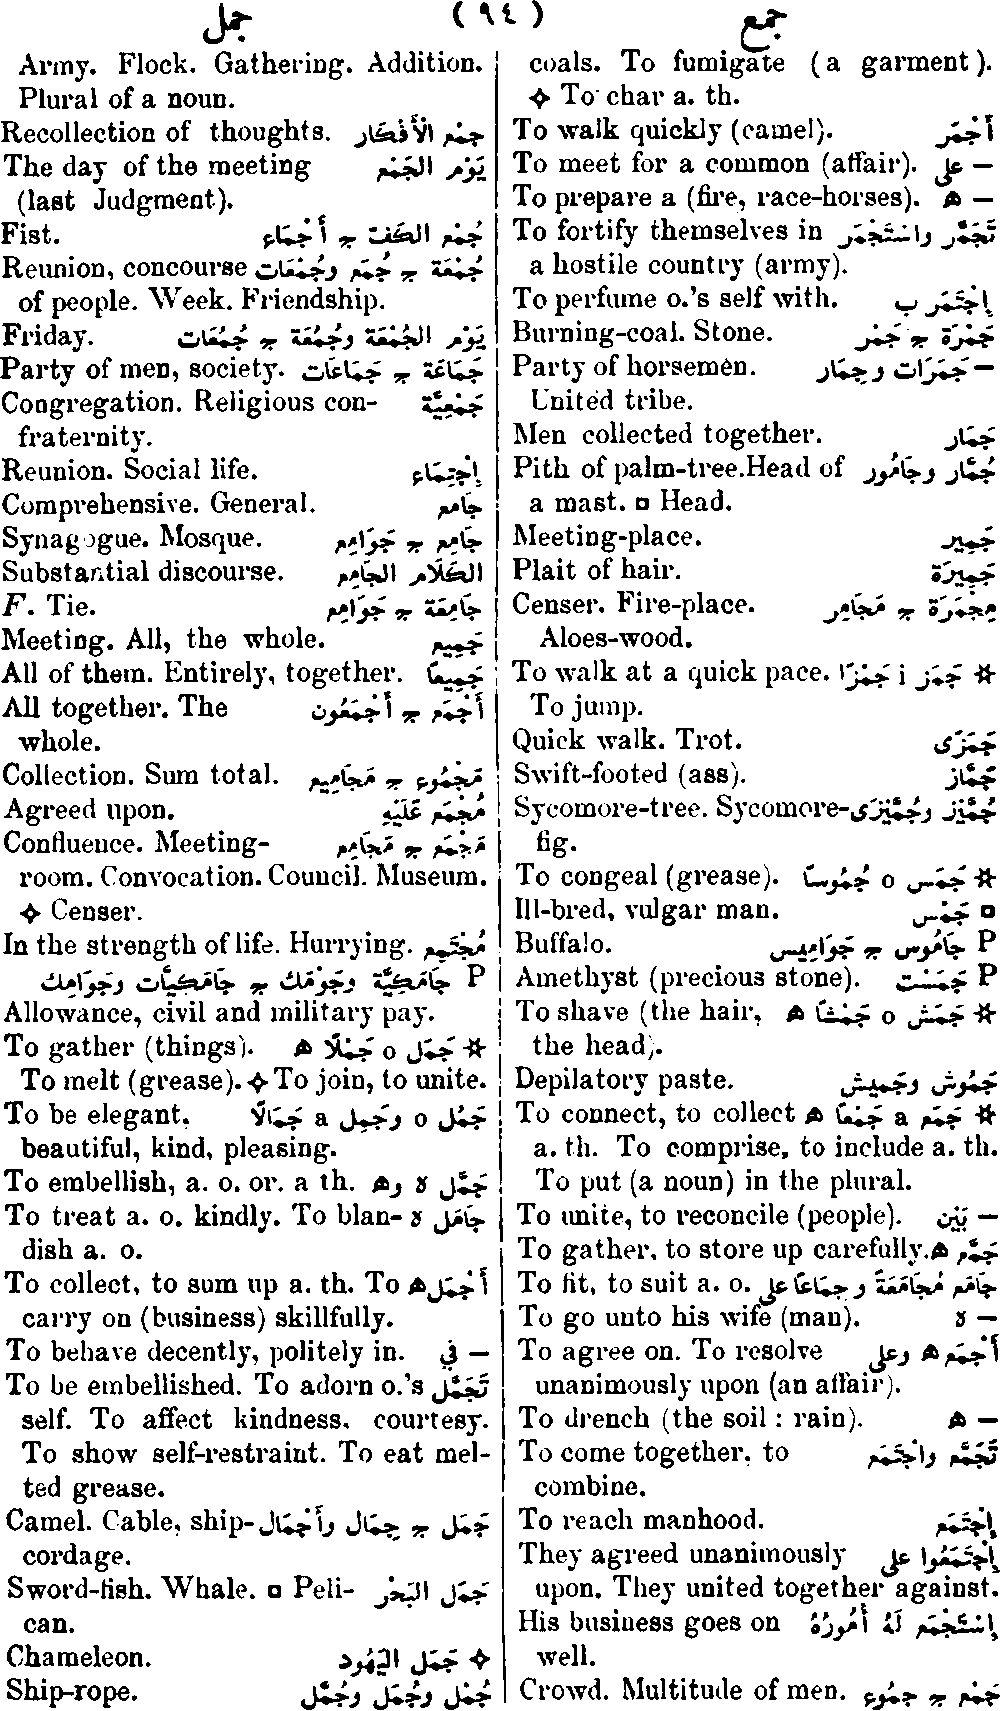 جمع (٩٤) جمل
coals. To fumigate (a garment).
✧ To char a. th.
To walk quickly (camel). أَجْمَر
To meet for a common (affair). — على
To prepare a (fire, race-horses). — ه
To fortify themselves in تَجَمَّر واسْتَجْمَر
a hostile country (army).
To perfume o.'s self with. إِجْتَمَر ب
Burning-coal. Stone. جَمْرَة ج جَمْر
Party of horsemen. — جَمَرَات وجِمَار
United tribe.
Men collected together. جَمَار
Pith of palm-tree. Head of جُمَّار وجَامُور
a mast. ▫ Head.
Meeting-place. جَمِير
Plait of hair. جَمِيرَة
Censer. Fire-place. مِجْمَرَة ج مَجَامِر
Aloes-wood.
To walk at a quick pace. ☆ جَمَز i جَمْزًا
To jump.
Quick walk. Trot. جَمَزَى
Swift-footed (ass). جَمَّاز
Sycomore-tree. Sycomore- جُمَّيْز وجُمَّيْزَى
fig.
To congeal (grease). ☆ جَمَس o جُمُوسًا
Ill-bred, vulgar man. ▫ جَمْس
Buffalo. P جَامُوس ج جَوَامِيس
Amethyst (precious stone). P جَمَسْت
To shave (the hair, ☆ جَمَش o جَمْشًا ه
the head).
Depilatory paste. جَمُوش وجَمِيش
To connect, to collect ☆ جَمَع a جَمْعًا ه
a. th. To comprise, to include a. th.
To put (a noun) in the plural.
To unite, to reconcile (people). — بَيْن
To gather, to store up carefully. جَمَّع ه
To fit, to suit a. o. جَامَع مُجَامَعَةً وجِمَاعًا على
To go unto his wife (man). — ه
To agree on. To resolve أَجْمَع ه وعلى
unanimously upon (an affair).
To drench (the soil : rain). — ه
To come together, to تَجَمَّع واجْتَمَع
combine.
To reach manhood. إِجْتَمَع
They agreed unanimously إِجْتَمَعُوا على
upon. They united together against.
His business goes on إِسْتَجْمَع لَهُ أُمُورُهُ
well.
Crowd. Multitude of men. جَمْع ج جُمُوع
Army. Flock. Gathering. Addition.
Plural of a noun.
Recollection of thoughts. جَمْع الأَفْكَار
The day of the meeting يَوْم الجَمْع
(last Judgment).
Fist. جُمْع الكَفّ ج أَجْمَاع
Reunion, concourse جُمْعَة ج جُمَع وجُمْعَات
of people. Week. Friendship.
Friday. يَوْم الجُمْعَة وجُمُعَة ج جُمُعَات
Party of men, society. جَمَاعَة ج جَمَاعَات
Congregation. Religious con- جَمْعِيَّة
fraternity.
Reunion. Social life. إِجْتِمَاع
Comprehensive. General. جَامِع
Synagogue. Mosque. جَامِع ج جَوَامِع
Substantial discourse. الكَلَام الجَامِع
F. Tie. جَامِعَة ج جَوَامِع
Meeting. All, the whole. جَمِيع
All of them. Entirely, together. جَمِيعًا
All together. The أَجْمَع ج أَجْمَعُون
whole.
Collection. Sum total. مَجْمُوع ج مَجَامِيع
Agreed upon. مُجْمَع عَلَيْهِ
Confluence. Meeting- مَجْمَع ج مَجَامِع
room. Convocation. Council. Museum.
✧ Censer.
In the strength of life. Hurrying. مُجْتَمِع
P جَامَكِيَّة وجَوْمَك ج جَامَكِيَّات وجَوَامِك
Allowance, civil and military pay.
To gather (things). ☆ جَمَل o جَمْلًا ه
To melt (grease). ✧ To join, to unite.
To be elegant, جَمُل o وجَمِل a جَمَالًا
beautiful, kind, pleasing.
To embellish, a. o. or. a th. جَمَّل ه وه
To treat a. o. kindly. To blan- جَامَل ه
dish a. o.
To collect, to sum up a. th. To أَجْمَل ه
carry on (business) skillfully.
To behave decently, politely in. — في
To be embellished. To adorn o.'s تَجَمَّل
self. To affect kindness, courtesy.
To show self-restraint. To eat mel-
ted grease.
Camel. Cable, ship- جَمَل ج جِمَال وأَجْمَال
cordage.
Sword-fish. Whale. ▫ Peli- جَمَل البَحْر
can.
Chameleon. ✧ جَمَل اليَهُود
Ship-rope. جُمْل وجُمَل وجُمَّل